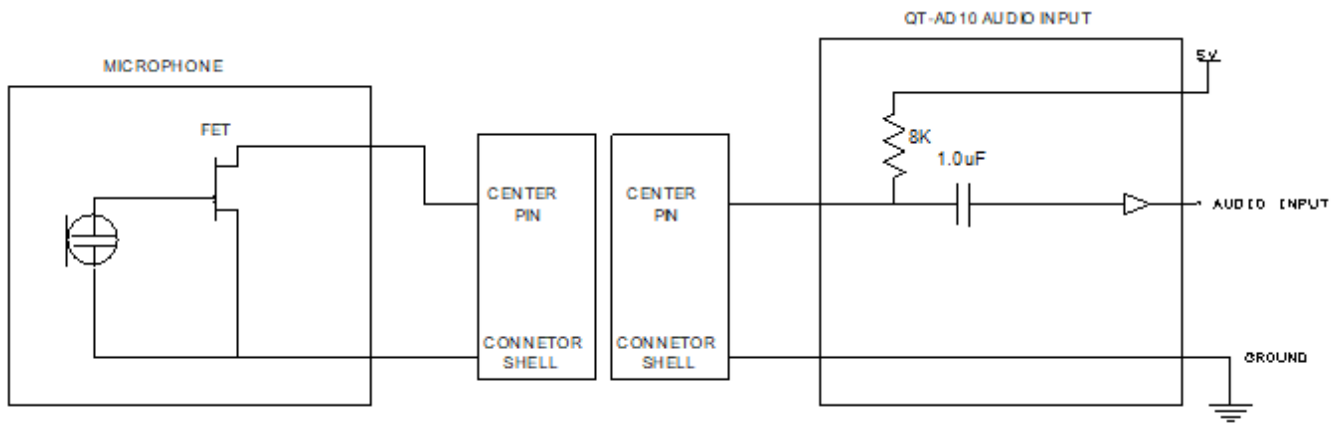 QT-AD10 AUDIO INPUT
MICROPHONE
5V
FET
8K
1.0uF
CENTER
PIN
CENTER
PIN
AUDIO INPUT
CONNETOR
SHELL
CONNETOR
SHELL
GROUND